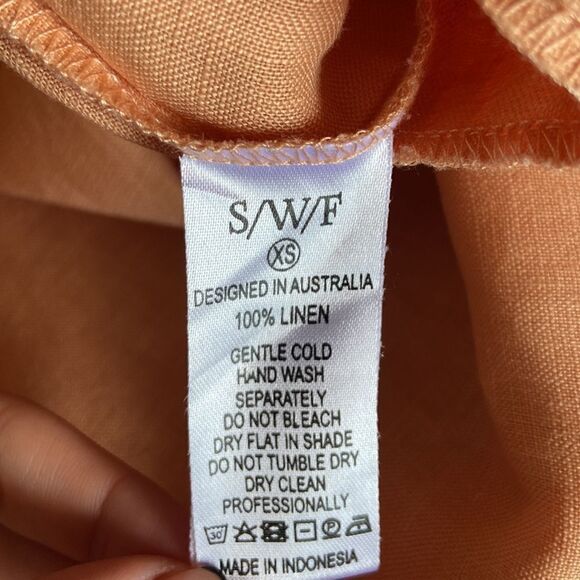 S/W/F
XS
DESIGNED IN AUSTRALIA
100% LINEN
GENTLE COLD
HAND WASH
SEPARATELY
DO NOT BLEACH
DRY FLAT IN SHADE
DO NOT TUMBLE DRY
DRY CLEAN
PROFESSIONALLY
30° P
MADE IN INDONESIA